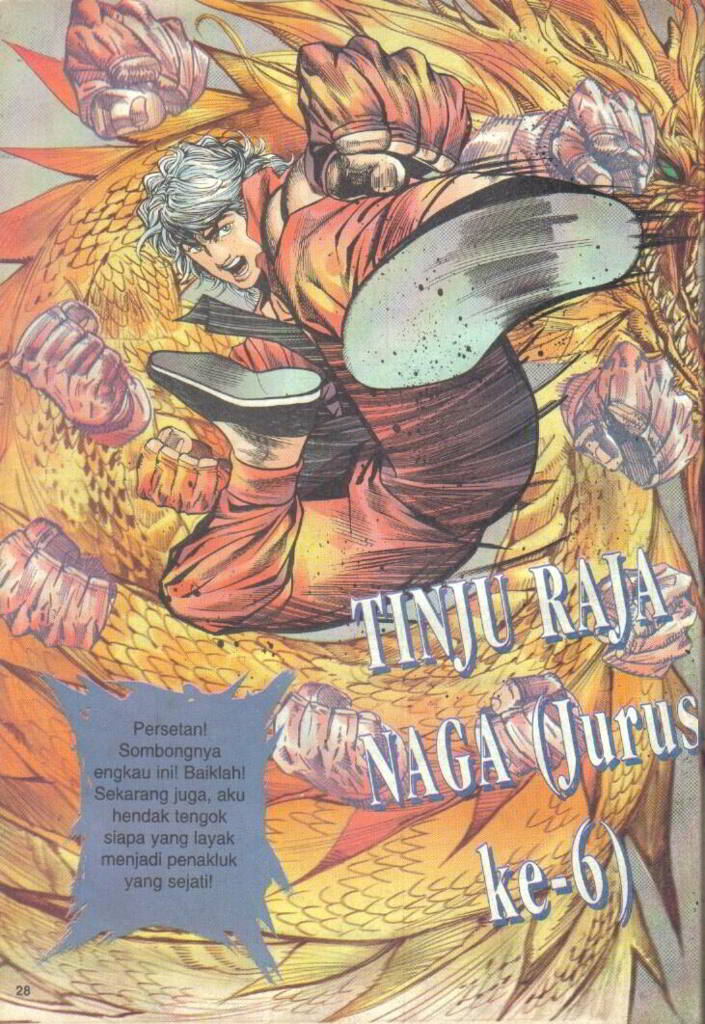 TINJU RAJA
NAGA (Jurus
ke-6)
Persetan!
Sombongnya
engkau ini! Baiklah!
Sekarang juga, aku
hendak tengok
siapa yang layak
menjadi penakluk
yang sejati!
28